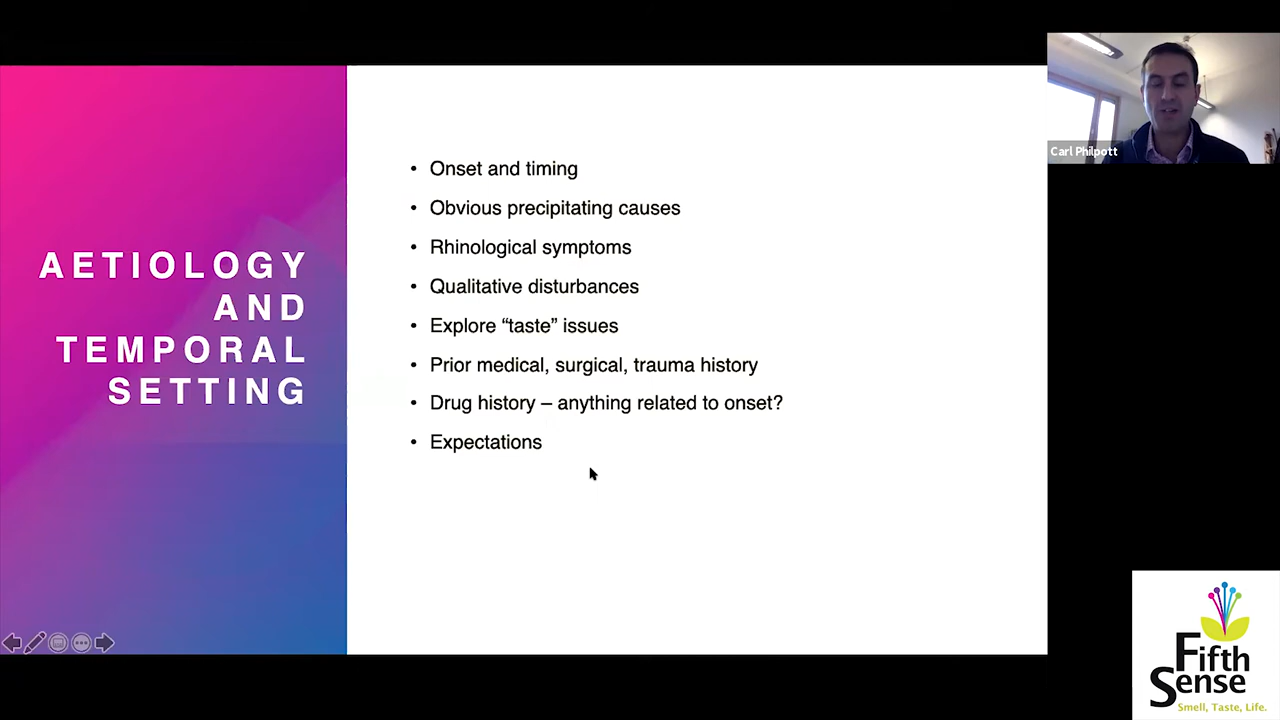 AETIOLOGY
AND
TEMPORAL
SETTING
• Onset and timing
• Obvious precipitating causes
• Rhinological symptoms
• Qualitative disturbances
• Explore “taste” issues
• Prior medical, surgical, trauma history
• Drug history – anything related to onset?
• Expectations
Carl Philpott
Fifth
Sense
Smell, Taste, Life.